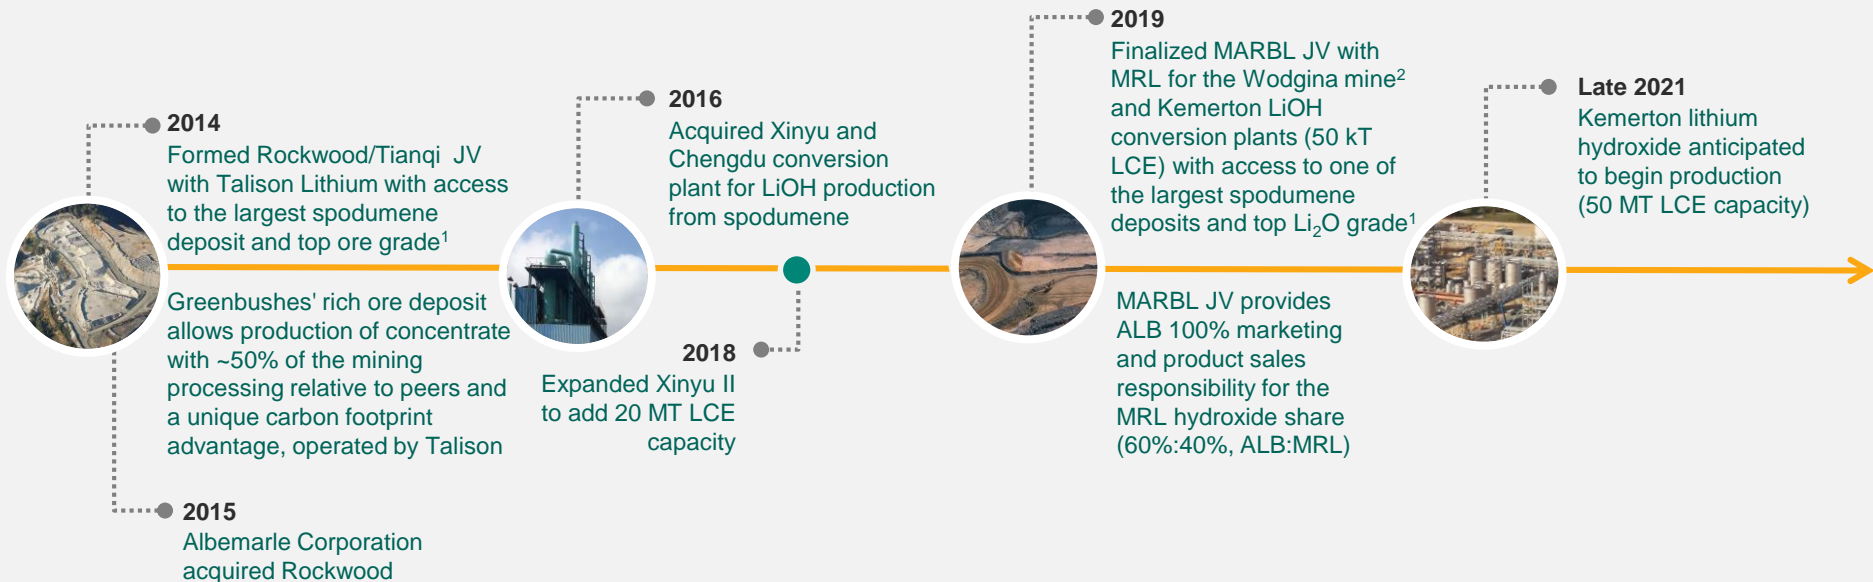 2014
Formed Rockwood/Tianqi JV
with Talison Lithium with access
to the largest spodumene
deposit and top ore grade¹
Greenbushes' rich ore deposit
allows production of concentrate
with ~50% of the mining
processing relative to peers and
a unique carbon footprint
advantage, operated by Talison
2015
Albemarle Corporation
acquired Rockwood
2016
Acquired Xinyu and
Chengdu conversion
plant for LiOH production
from spodumene
2018
Expanded Xinyu II
to add 20 MT LCE
capacity
2019
Finalized MARBL JV with
MRL for the Wodgina mine²
and Kemerton LiOH
conversion plants (50 kT
LCE) with access to one of
the largest spodumene
deposits and top Li₂O grade¹
MARBL JV provides
ALB 100% marketing
and product sales
responsibility for the
MRL hydroxide share
(60%:40%, ALB:MRL)
Late 2021
Kemerton lithium
hydroxide anticipated
to begin production
(50 MT LCE capacity)